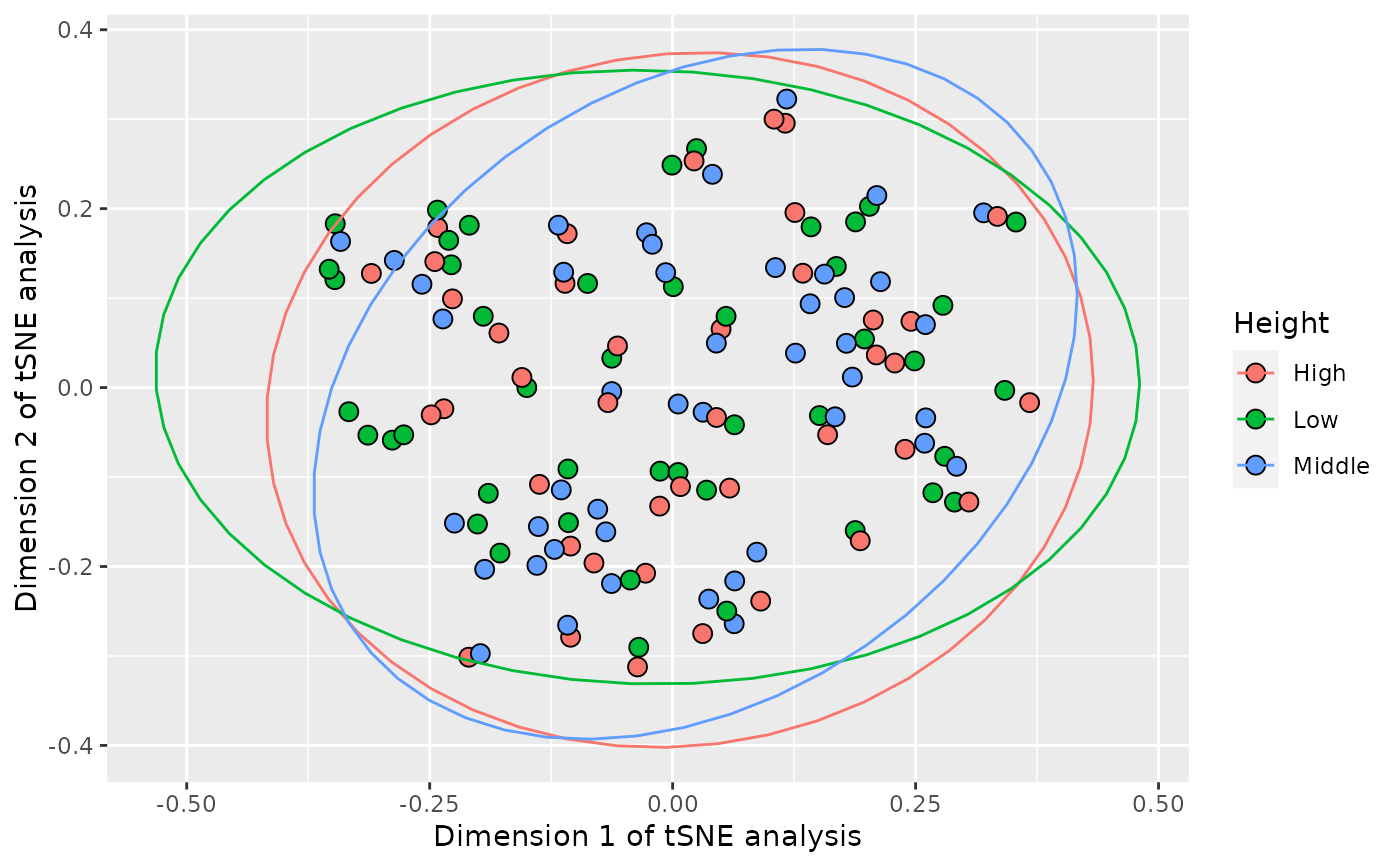 0.4
0.2
0.0
-0.2
-0.4
Dimension 2 of tSNE analysis
-0.50 -0.25 0.00 0.25 0.50
Dimension 1 of tSNE analysis
Height
High
Low
Middle